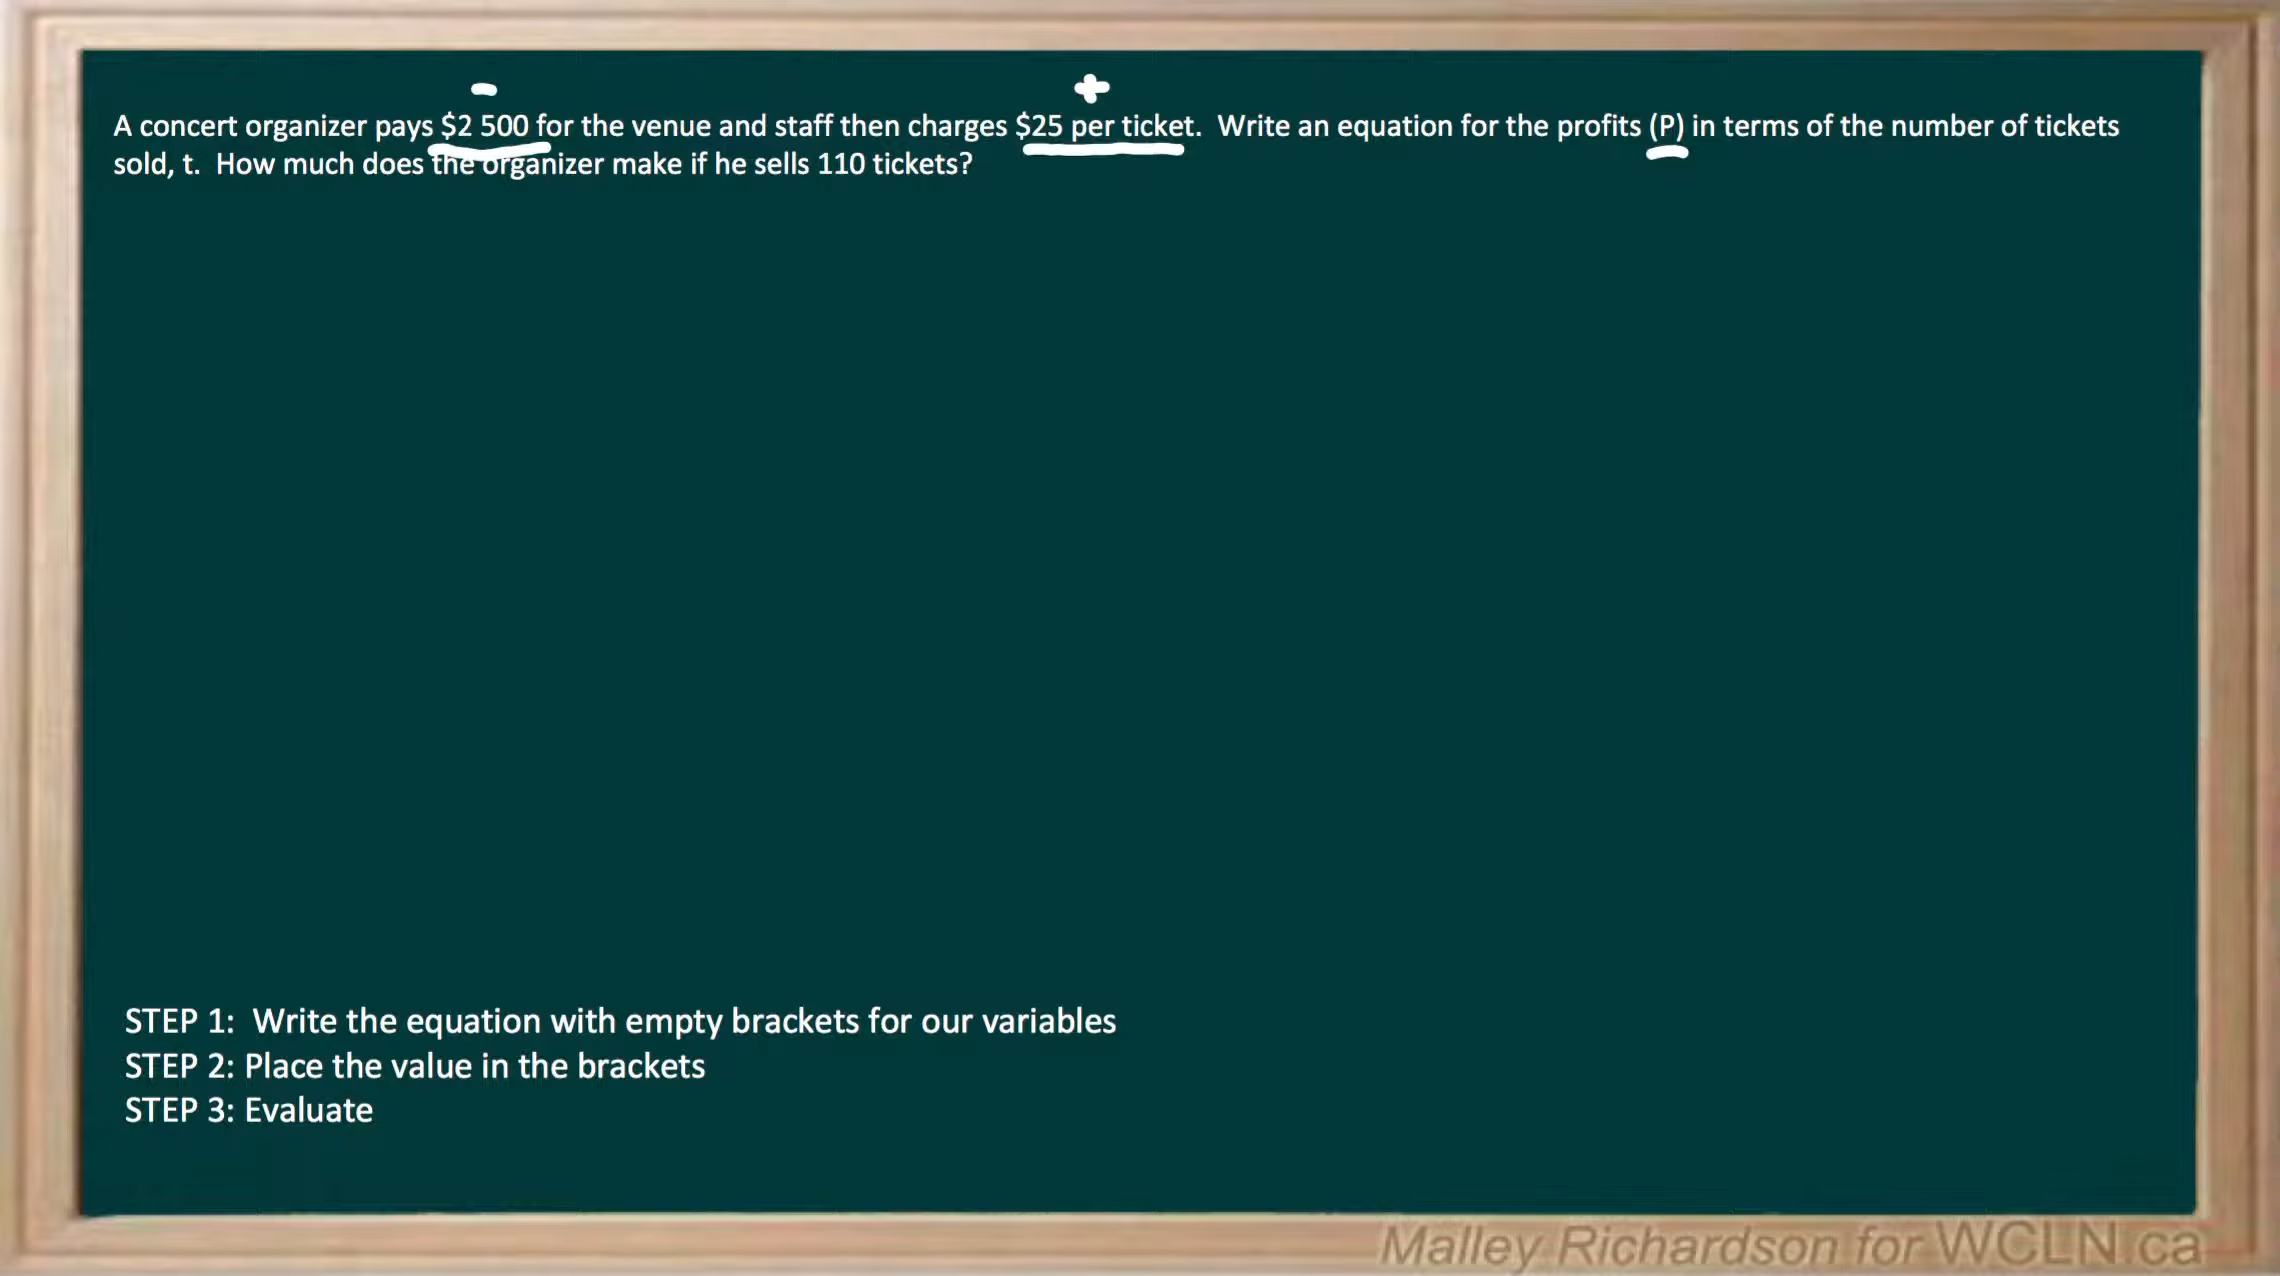 - +
A concert organizer pays $2 500 for the venue and staff then charges $25 per ticket.  Write an equation for the profits (P) in terms of the number of tickets
sold, t.  How much does the organizer make if he sells 110 tickets?
STEP 1:  Write the equation with empty brackets for our variables
STEP 2: Place the value in the brackets
STEP 3: Evaluate
Malley Richardson for WCLN.ca